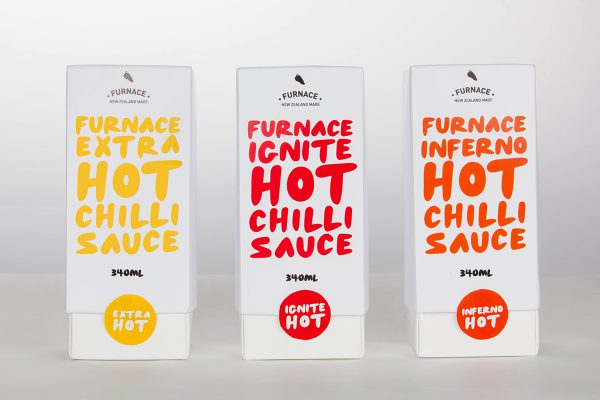 • FURNACE •
NEW ZEALAND MADE
FURNACE
EXTRA
HOT
CHILLI
SAUCE
340ML
EXTRA
HOT
• FURNACE •
NEW ZEALAND MADE
FURNACE
IGNITE
HOT
CHILLI
SAUCE
340ML
IGNITE
HOT
• FURNACE •
NEW ZEALAND MADE
FURNACE
INFERNO
HOT
CHILLI
SAUCE
340ML
INFERNO
HOT